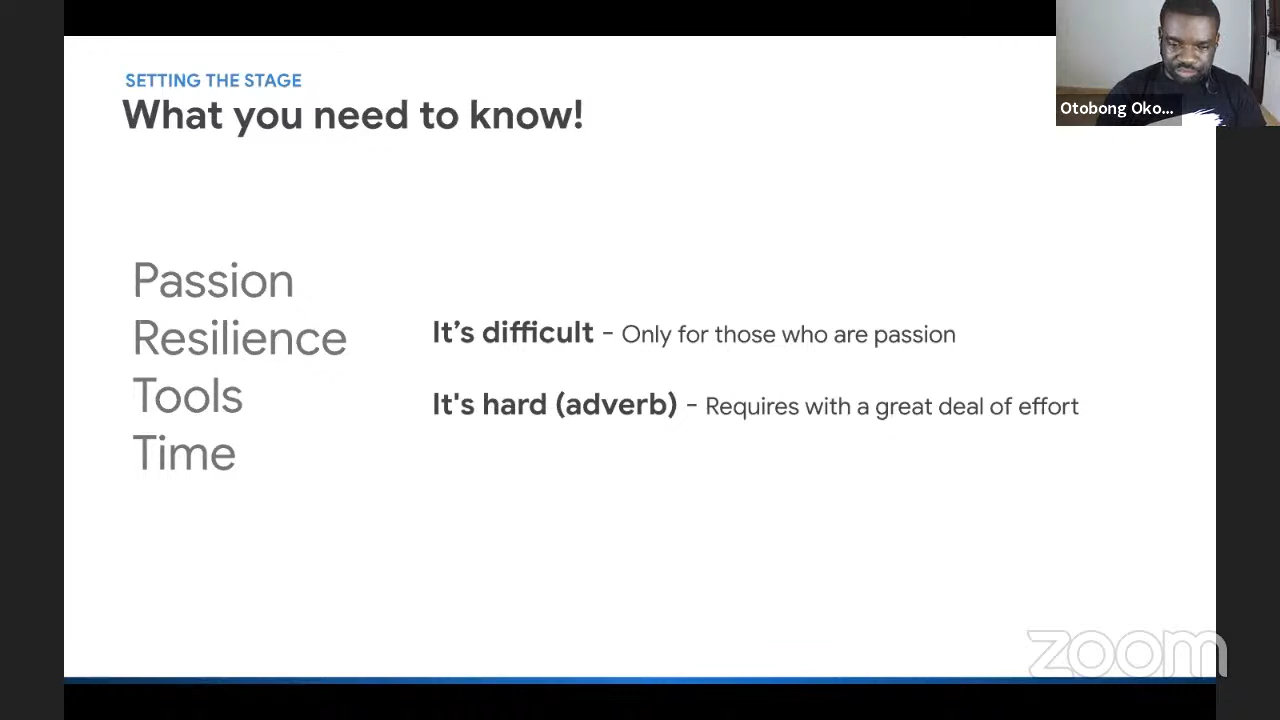 SETTING THE STAGE
What you need to know!
Otobong Oko...
Passion
Resilience
Tools
Time
It’s difficult - Only for those who are passion
It's hard (adverb) - Requires with a great deal of effort
zoom